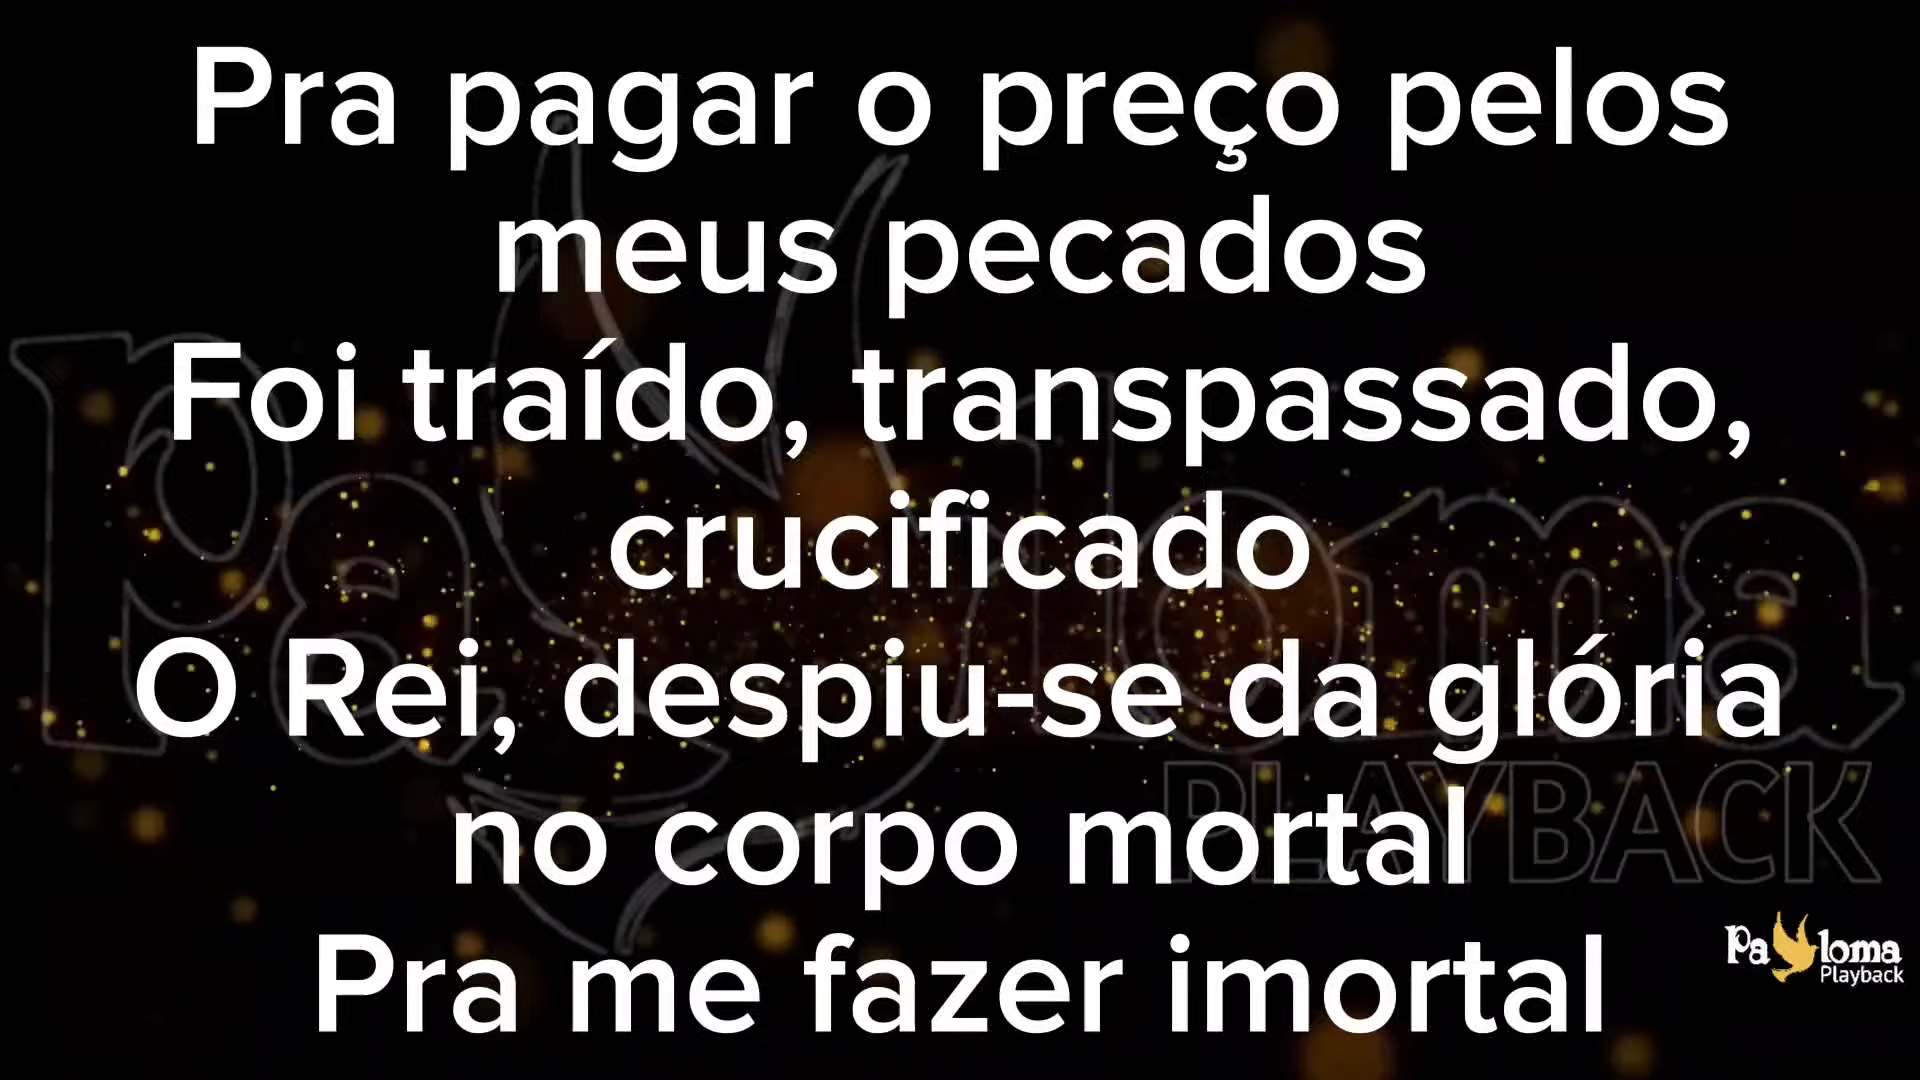 Pra pagar o preço pelos
meus pecados
Foi traído, transpassado,
crucificado
O Rei, despiu-se da glória
no corpo mortal
Pra me fazer imortal
Paloma
PLAYBACK
Paloma
Playback